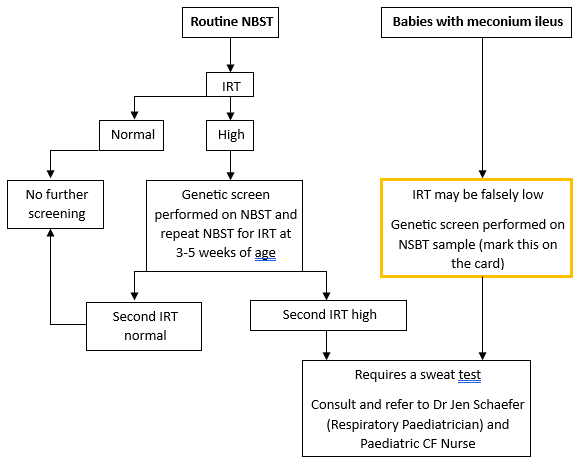 Routine NBST
Babies with meconium ileus
IRT
Normal
High
No further
screening
Genetic screen
performed on NBST and
repeat NBST for IRT at
3-5 weeks of age
IRT may be falsely low
Genetic screen performed on
NSBT sample (mark this on
the card)
Second IRT
normal
Second IRT high
Requires a sweat test
Consult and refer to Dr Jen Schaefer
(Respiratory Paediatrician) and
Paediatric CF Nurse